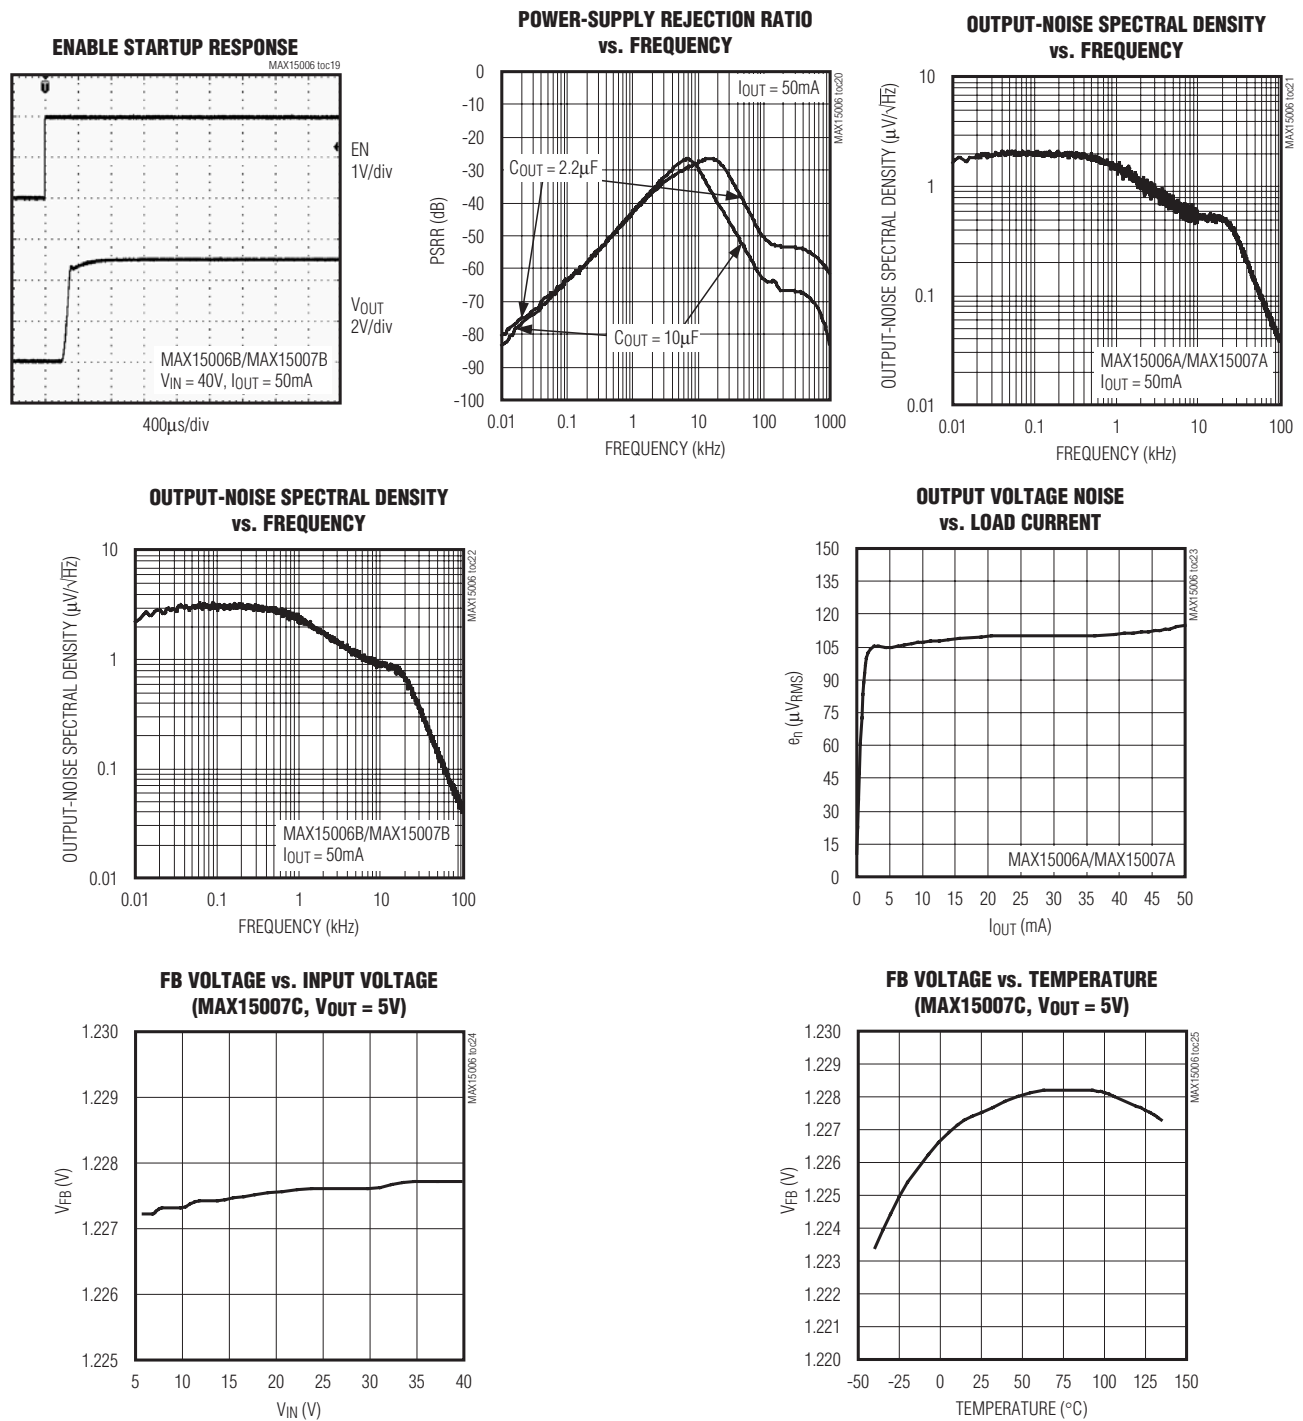 ENABLE STARTUP RESPONSE
MAX15006 toc19
EN
1V/div
VOUT
2V/div
MAX15006B/MAX15007B
VIN = 40V, IOUT = 50mA
400μs/div
POWER-SUPPLY REJECTION RATIO
vs. FREQUENCY
MAX15006 toc20
IOUT = 50mA
COUT = 2.2μF
COUT = 10μF
PSRR (dB)
0
-10
-20
-30
-40
-50
-60
-70
-80
-90
-100
0.01 0.1 1 10 100 1000
FREQUENCY (kHz)
OUTPUT-NOISE SPECTRAL DENSITY
vs. FREQUENCY
MAX15006 toc21
OUTPUT-NOISE SPECTRAL DENSITY (μV/√Hz)
10
1
0.1
0.01
MAX15006A/MAX15007A
IOUT = 50mA
0.01 0.1 1 10 100
FREQUENCY (kHz)
OUTPUT-NOISE SPECTRAL DENSITY
vs. FREQUENCY
MAX15006 toc22
OUTPUT-NOISE SPECTRAL DENSITY (μV/√Hz)
10
1
0.1
0.01
MAX15006B/MAX15007B
IOUT = 50mA
0.01 0.1 1 10 100
FREQUENCY (kHz)
OUTPUT VOLTAGE NOISE
vs. LOAD CURRENT
MAX15006 toc23
en (μVRMS)
150
135
120
105
90
75
60
45
30
15
0
MAX15006A/MAX15007A
0 5 10 15 20 25 30 35 40 45 50
IOUT (mA)
FB VOLTAGE vs. INPUT VOLTAGE
(MAX15007C, VOUT = 5V)
MAX15006 toc24
VFB (V)
1.230
1.229
1.228
1.227
1.226
1.225
5 10 15 20 25 30 35 40
VIN (V)
FB VOLTAGE vs. TEMPERATURE
(MAX15007C, VOUT = 5V)
MAX15006 toc25
VFB (V)
1.230
1.229
1.228
1.227
1.226
1.225
1.224
1.223
1.222
1.221
1.220
-50 -25 0 25 50 75 100 125 150
TEMPERATURE (°C)